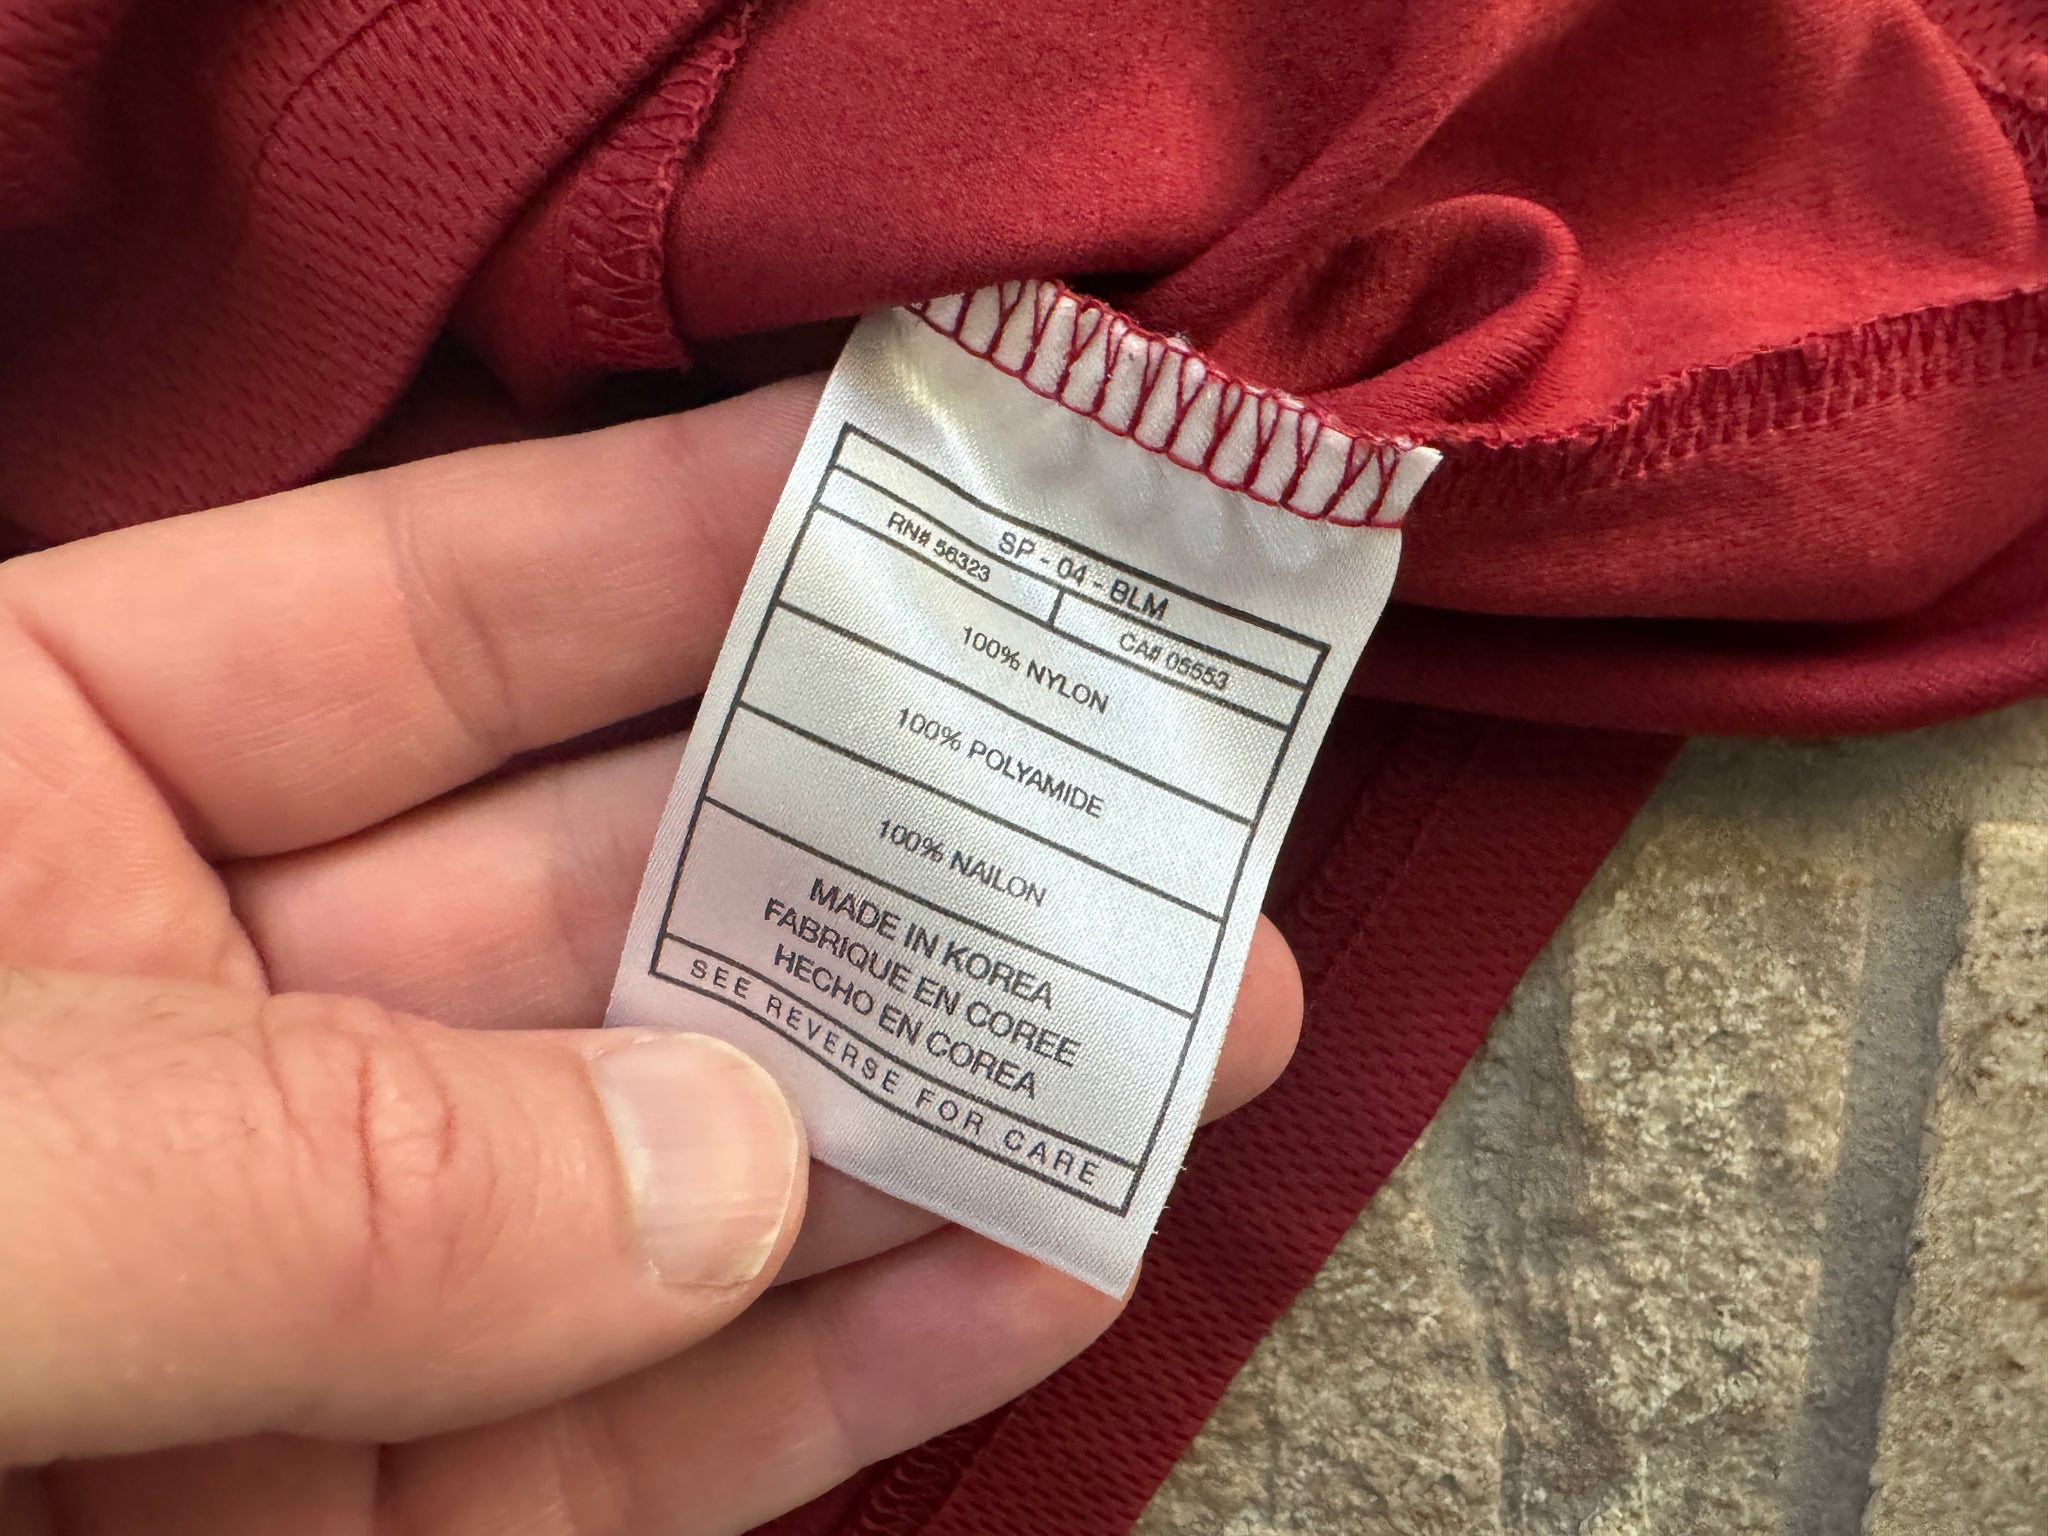 SP - 04 - BLM
RN# 56323
CA# 05553
100% NYLON
100% POLYAMIDE
100% NAILON
MADE IN KOREA
FABRIQUE EN COREE
HECHO EN COREA
SEE REVERSE FOR CARE